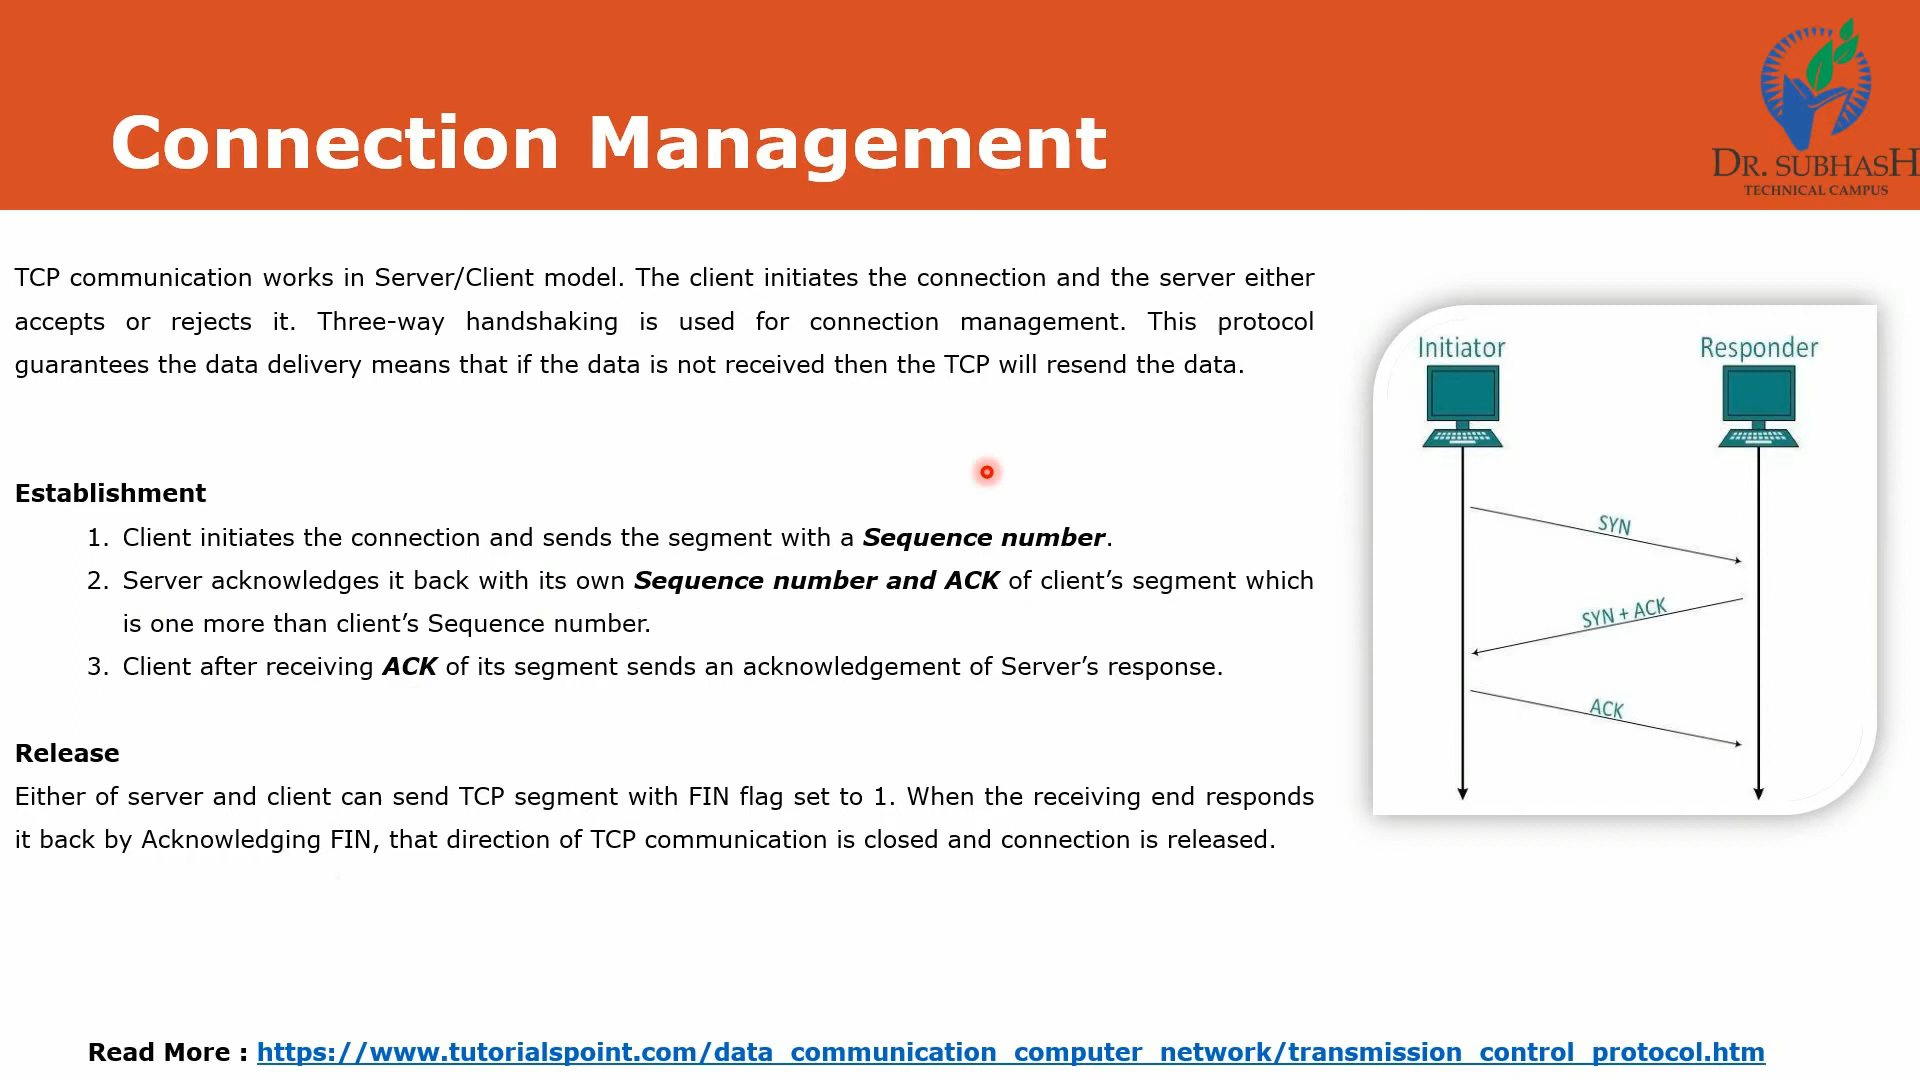 Connection Management
DR. SUBHASH
TECHNICAL CAMPUS
TCP communication works in Server/Client model. The client initiates the connection and the server either
accepts or rejects it. Three-way handshaking is used for connection management. This protocol
guarantees the data delivery means that if the data is not received then the TCP will resend the data.
Establishment
1. Client initiates the connection and sends the segment with a Sequence number.
2. Server acknowledges it back with its own Sequence number and ACK of client’s segment which
is one more than client’s Sequence number.
3. Client after receiving ACK of its segment sends an acknowledgement of Server’s response.
Release
Either of server and client can send TCP segment with FIN flag set to 1. When the receiving end responds
it back by Acknowledging FIN, that direction of TCP communication is closed and connection is released.
Initiator
Responder
SYN
SYN + ACK
ACK
Read More : https://www.tutorialspoint.com/data_communication_computer_network/transmission_control_protocol.htm